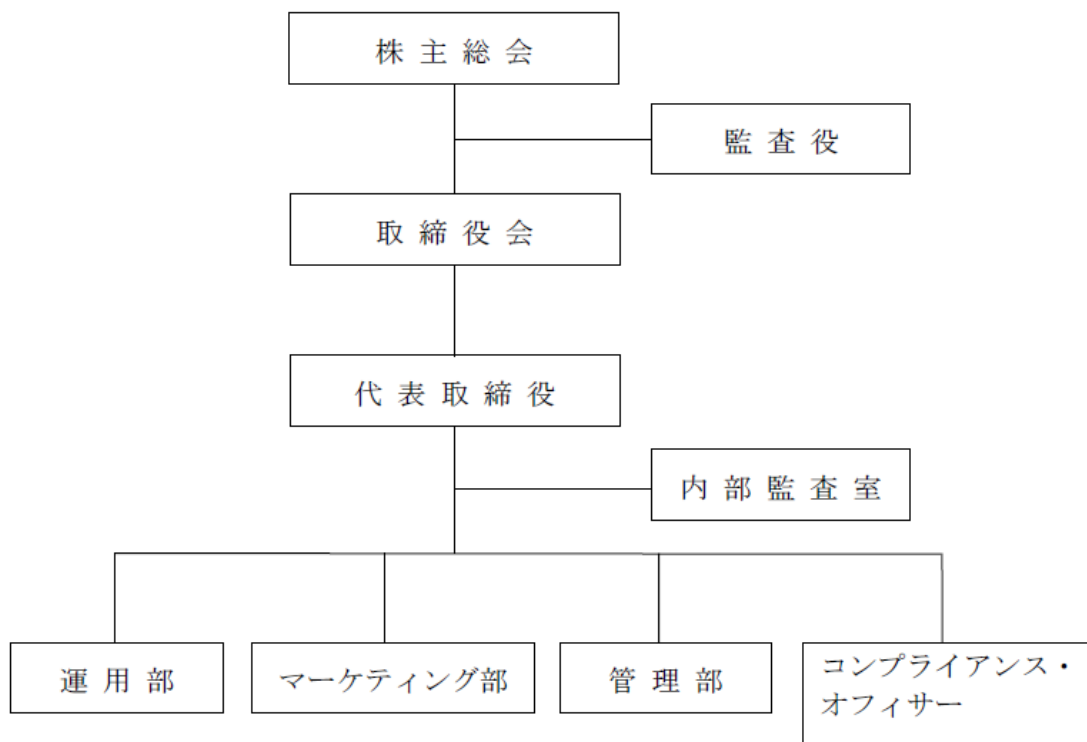 株主総会
監査役
取締役会
代表取締役
内部監査室
運用部
マーケティング部
管理部
コンプライアンス・
オフィサー